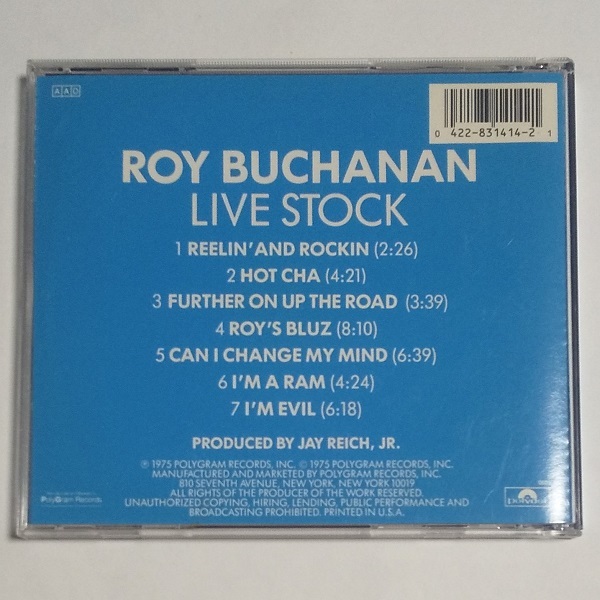 AAD
0 422-831414-2 1
ROY BUCHANAN
LIVE STOCK
1 REELIN' AND ROCKIN (2:26)
2 HOT CHA (4:21)
3 FURTHER ON UP THE ROAD (3:39)
4 ROY'S BLUZ (8:10)
5 CAN I CHANGE MY MIND (6:39)
6 I'M A RAM (4:24)
7 I'M EVIL (6:18)
PRODUCED BY JAY REICH, JR.
℗ 1975 POLYGRAM RECORDS, INC. © 1975 POLYGRAM RECORDS, INC.
MANUFACTURED AND MARKETED BY POLYGRAM RECORDS, INC.
810 SEVENTH AVENUE, NEW YORK, NEW YORK 10019
ALL RIGHTS OF THE PRODUCER OF THE WORK RESERVED.
UNAUTHORIZED COPYING, HIRING, LENDING, PUBLIC PERFORMANCE AND
BROADCASTING PROHIBITED. PRINTED IN U.S.A.
PolyGram Records
polydor